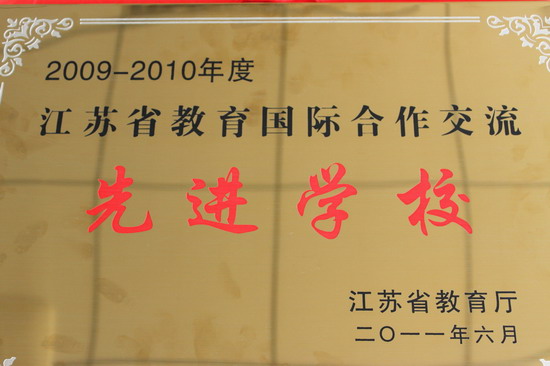 2009-2010年度
江苏省教育国际合作交流
先进学校
江苏省教育厅
二〇一一年六月